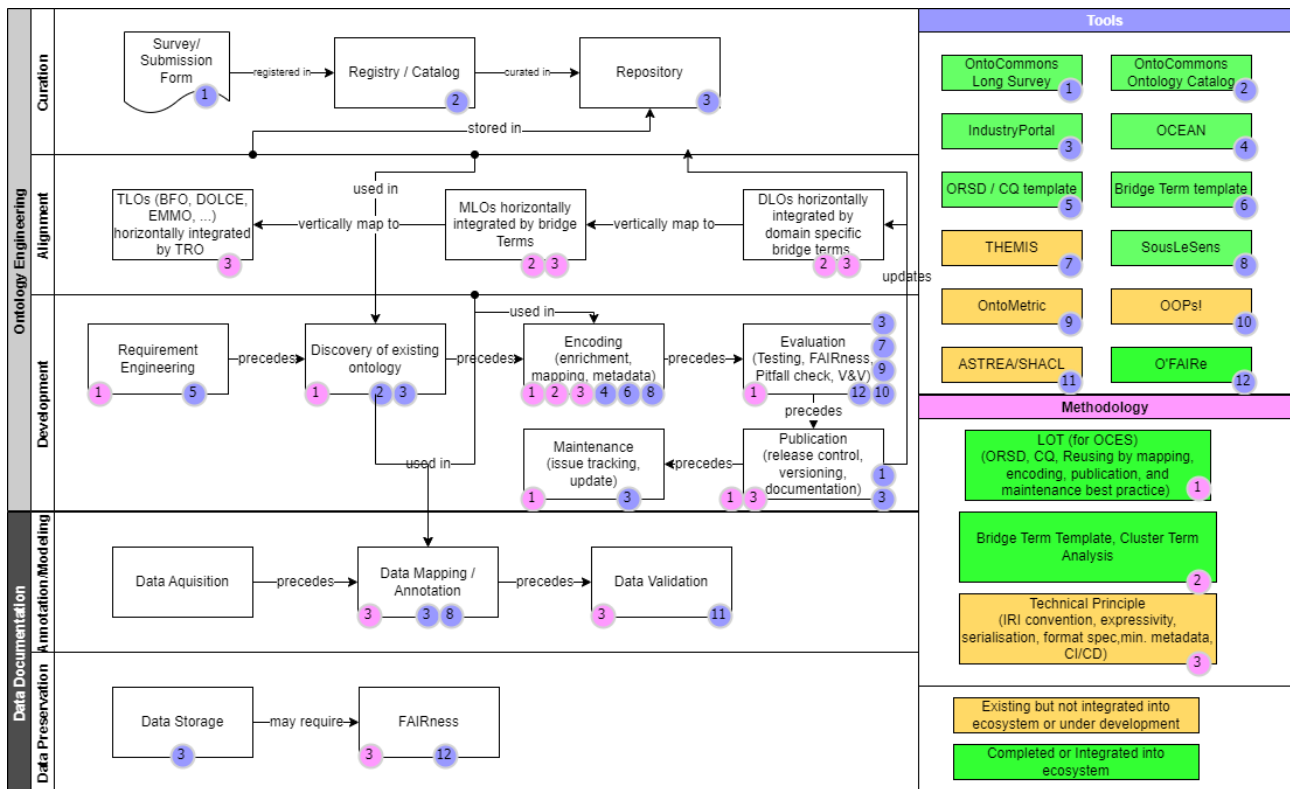 Ontology Engineering
Curation
Survey/
Submission
Form
1
registered in
Registry / Catalog
2
curated in
Repository
3
stored in
Alignment
used in
TLOs (BFO, DOLCE,
EMMO, ...)
horizontally
integrated by TRO
3
vertically map to
MLOs horizontally
integrated by bridge
Terms
2 3
vertically map to
DLOs horizontally
integrated by
domain specific
bridge terms
2 3
updates
Development
used in
Requirement
Engineering
1 5
precedes
Discovery of existing
ontology
1 2 3
precedes
Encoding
(enrichment,
mapping, metadata)
1 2 3 4 6 8
precedes
Evaluation
(Testing, FAIRness,
Pitfall check, V&V)
3
7
9
1 12 10
precedes
used in
Maintenance
(issue tracking,
update)
1 3
precedes
Publication
(release control,
versioning,
documentation)
1
1 3 3
Data Documentation
Annotation/Modeling
Data Aquisition
precedes
Data Mapping /
Annotation
3 3 8
precedes
Data Validation
3 11
Data Preservation
Data Storage
3
may require
FAIRness
3 12
Tools
OntoCommons
Long Survey
1
OntoCommons
Ontology Catalog
2
IndustryPortal
3
OCEAN
4
ORSD / CQ template
5
Bridge Term template
6
THEMIS
7
SousLeSens
8
OntoMetric
9
OOPs!
10
ASTREA/SHACL
11
O'FAIRe
12
Methodology
LOT (for OCES)
(ORSD, CQ, Reusing by mapping,
encoding, publication, and
maintenance best practice)
1
Bridge Term Template, Cluster Term
Analysis
2
Technical Principle
(IRI convention, expressivity,
serialisation, format spec,min. metadata,
CI/CD)
3
Existing but not integrated into
ecosystem or under development
Completed or Integrated into
ecosystem